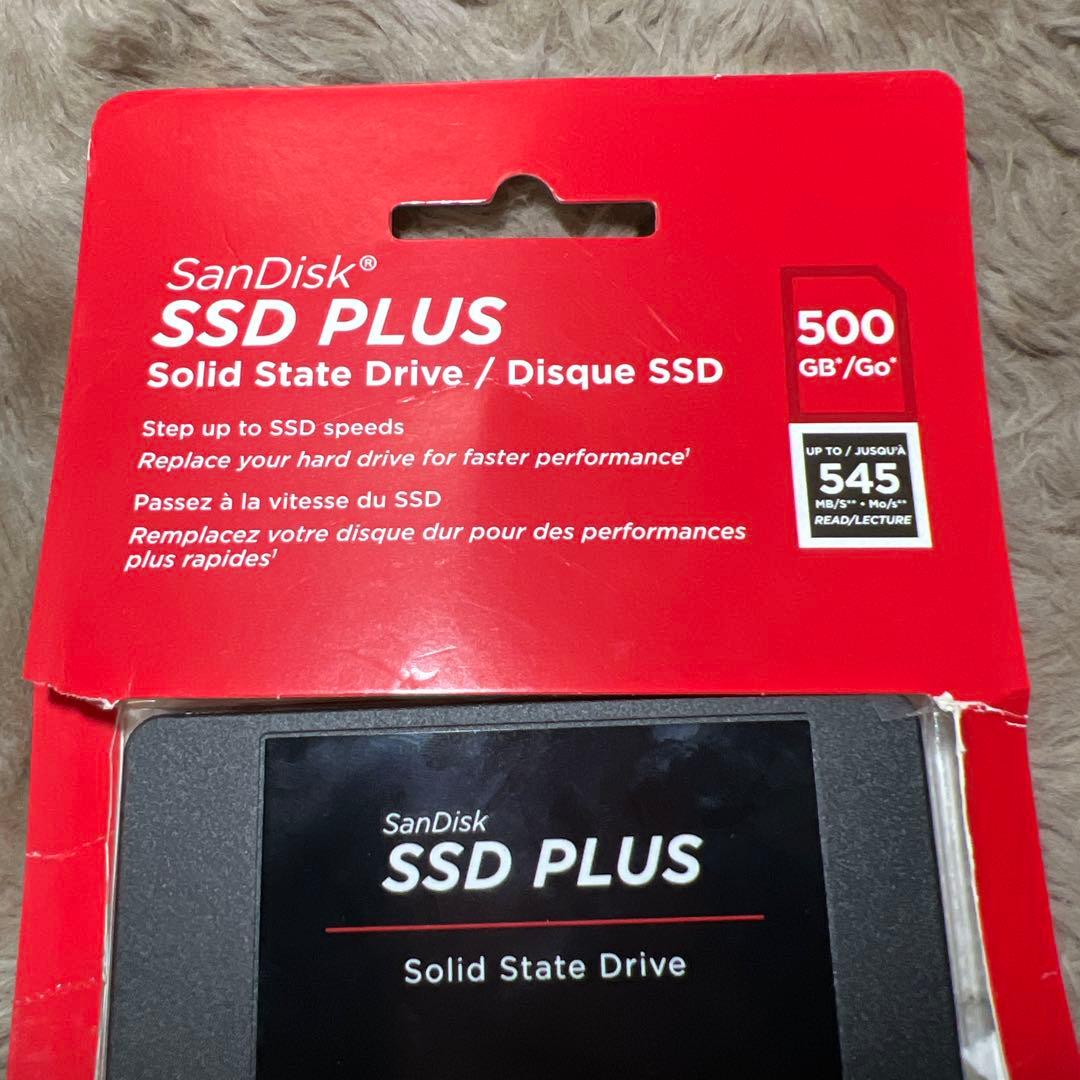 SanDisk®
SSD PLUS
Solid State Drive / Disque SSD
Step up to SSD speeds
Replace your hard drive for faster performance¹
Passez à la vitesse du SSD
Remplacez votre disque dur pour des performances
plus rapides¹
500
GB*/Go*
UP TO / JUSQU'À
545
MB/S** • Mo/s**
READ/LECTURE
SanDisk
SSD PLUS
Solid State Drive